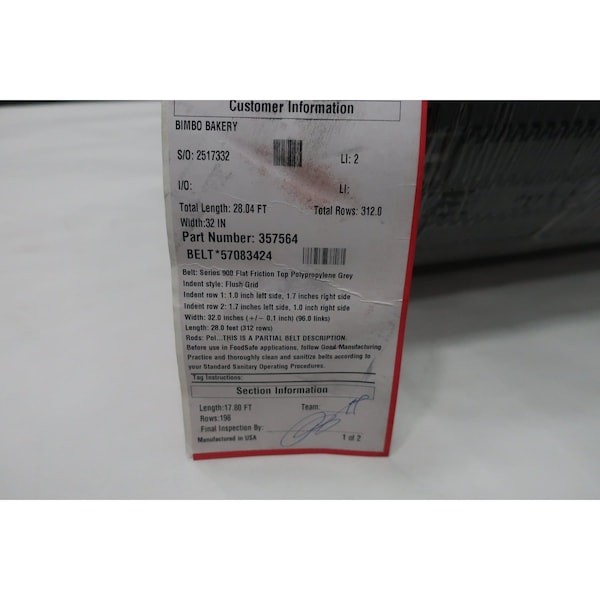 Customer Information
BIMBO BAKERY
S/O: 2517332 LI: 2
I/O: LI:
Total Length: 28.04 FT Total Rows: 312.0
Width:32 IN
Part Number: 357564
BELT*57083424
Belt: Series 900 Flat Friction Top Polypropylene Grey
Indent style: Flush Grid
Indent row 1: 1.0 inch left side, 1.7 inches right side
Indent row 2: 1.7 inches left side, 1.0 inch right side
Width: 32.0 inches (+/- 0.1 inch) (96.0 links)
Length: 28.0 feet (312 rows)
Rods: Pol...THIS IS A PARTIAL BELT DESCRIPTION.
Before use in FoodSafe applications, follow Good Manufacturing
Practice and thoroughly clean and sanitize belts according to
your Standard Sanitary Operating Procedures.
Tag Instructions:
Section Information
Length:17.80 FT Team:
Rows:198
Final Inspection By:
Manufactured in USA 1 of 2